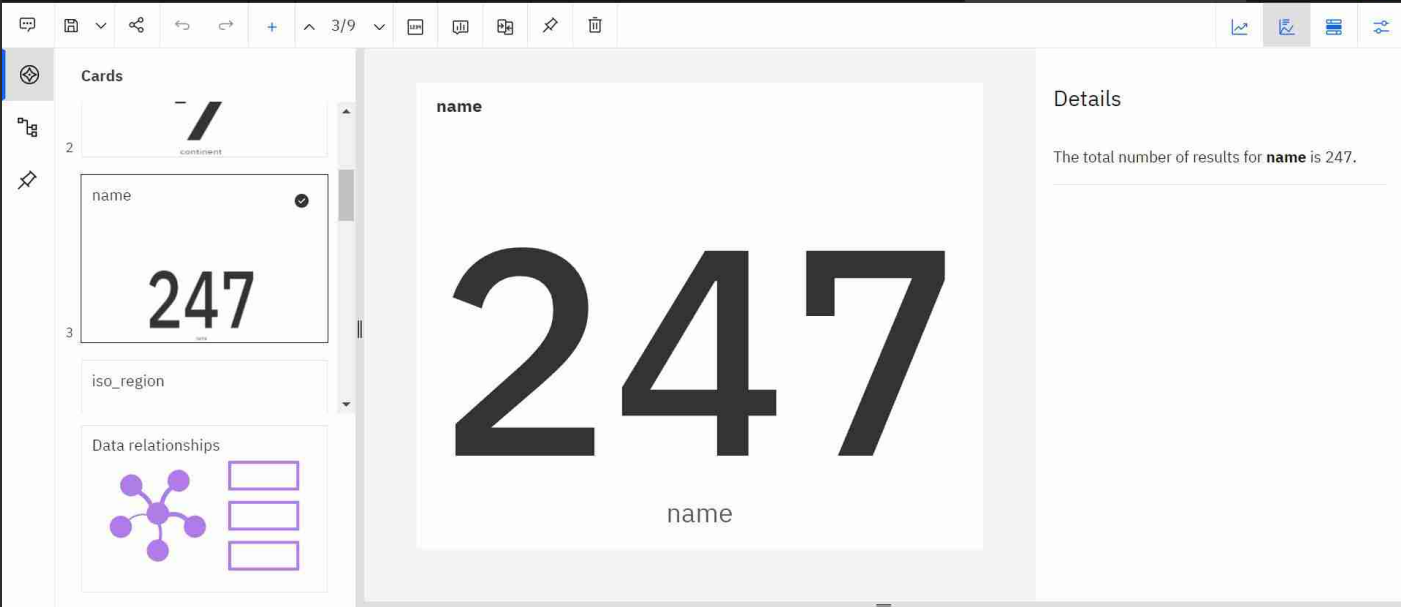 3/9
Cards
7
continent
2
name
247
3
iso_region
Data relationships
name
247
name
Details
The total number of results for name is 247.